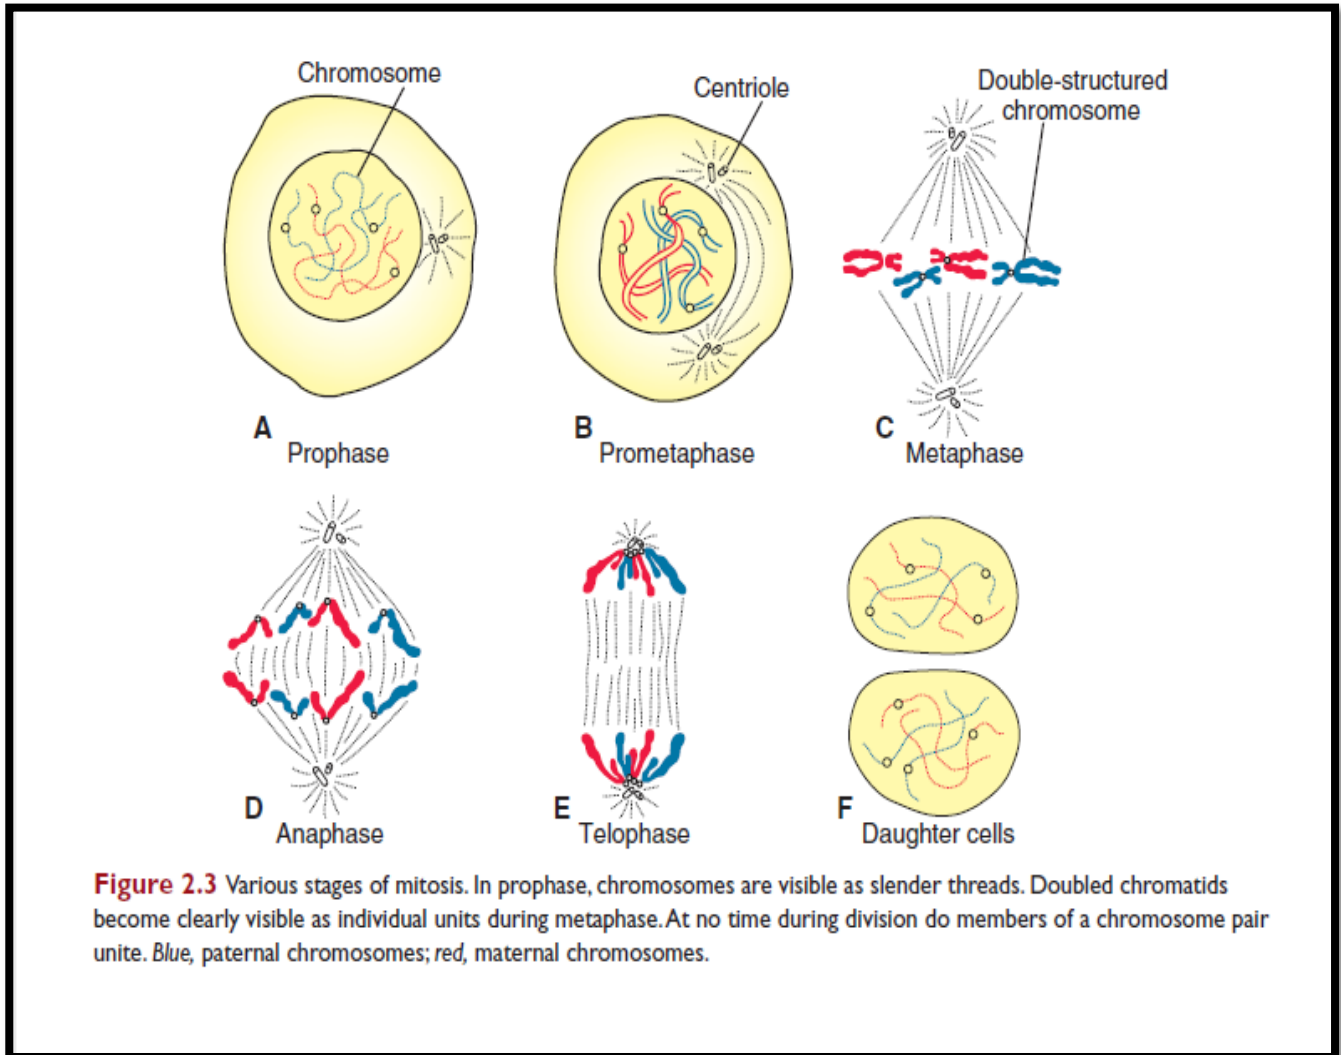 Chromosome
Centriole
Double-structured
chromosome
A
Prophase
B
Prometaphase
C
Metaphase
D
Anaphase
E
Telophase
F
Daughter cells
Figure 2.3 Various stages of mitosis. In prophase, chromosomes are visible as slender threads. Doubled chromatids
become clearly visible as individual units during metaphase. At no time during division do members of a chromosome pair
unite. Blue, paternal chromosomes; red, maternal chromosomes.